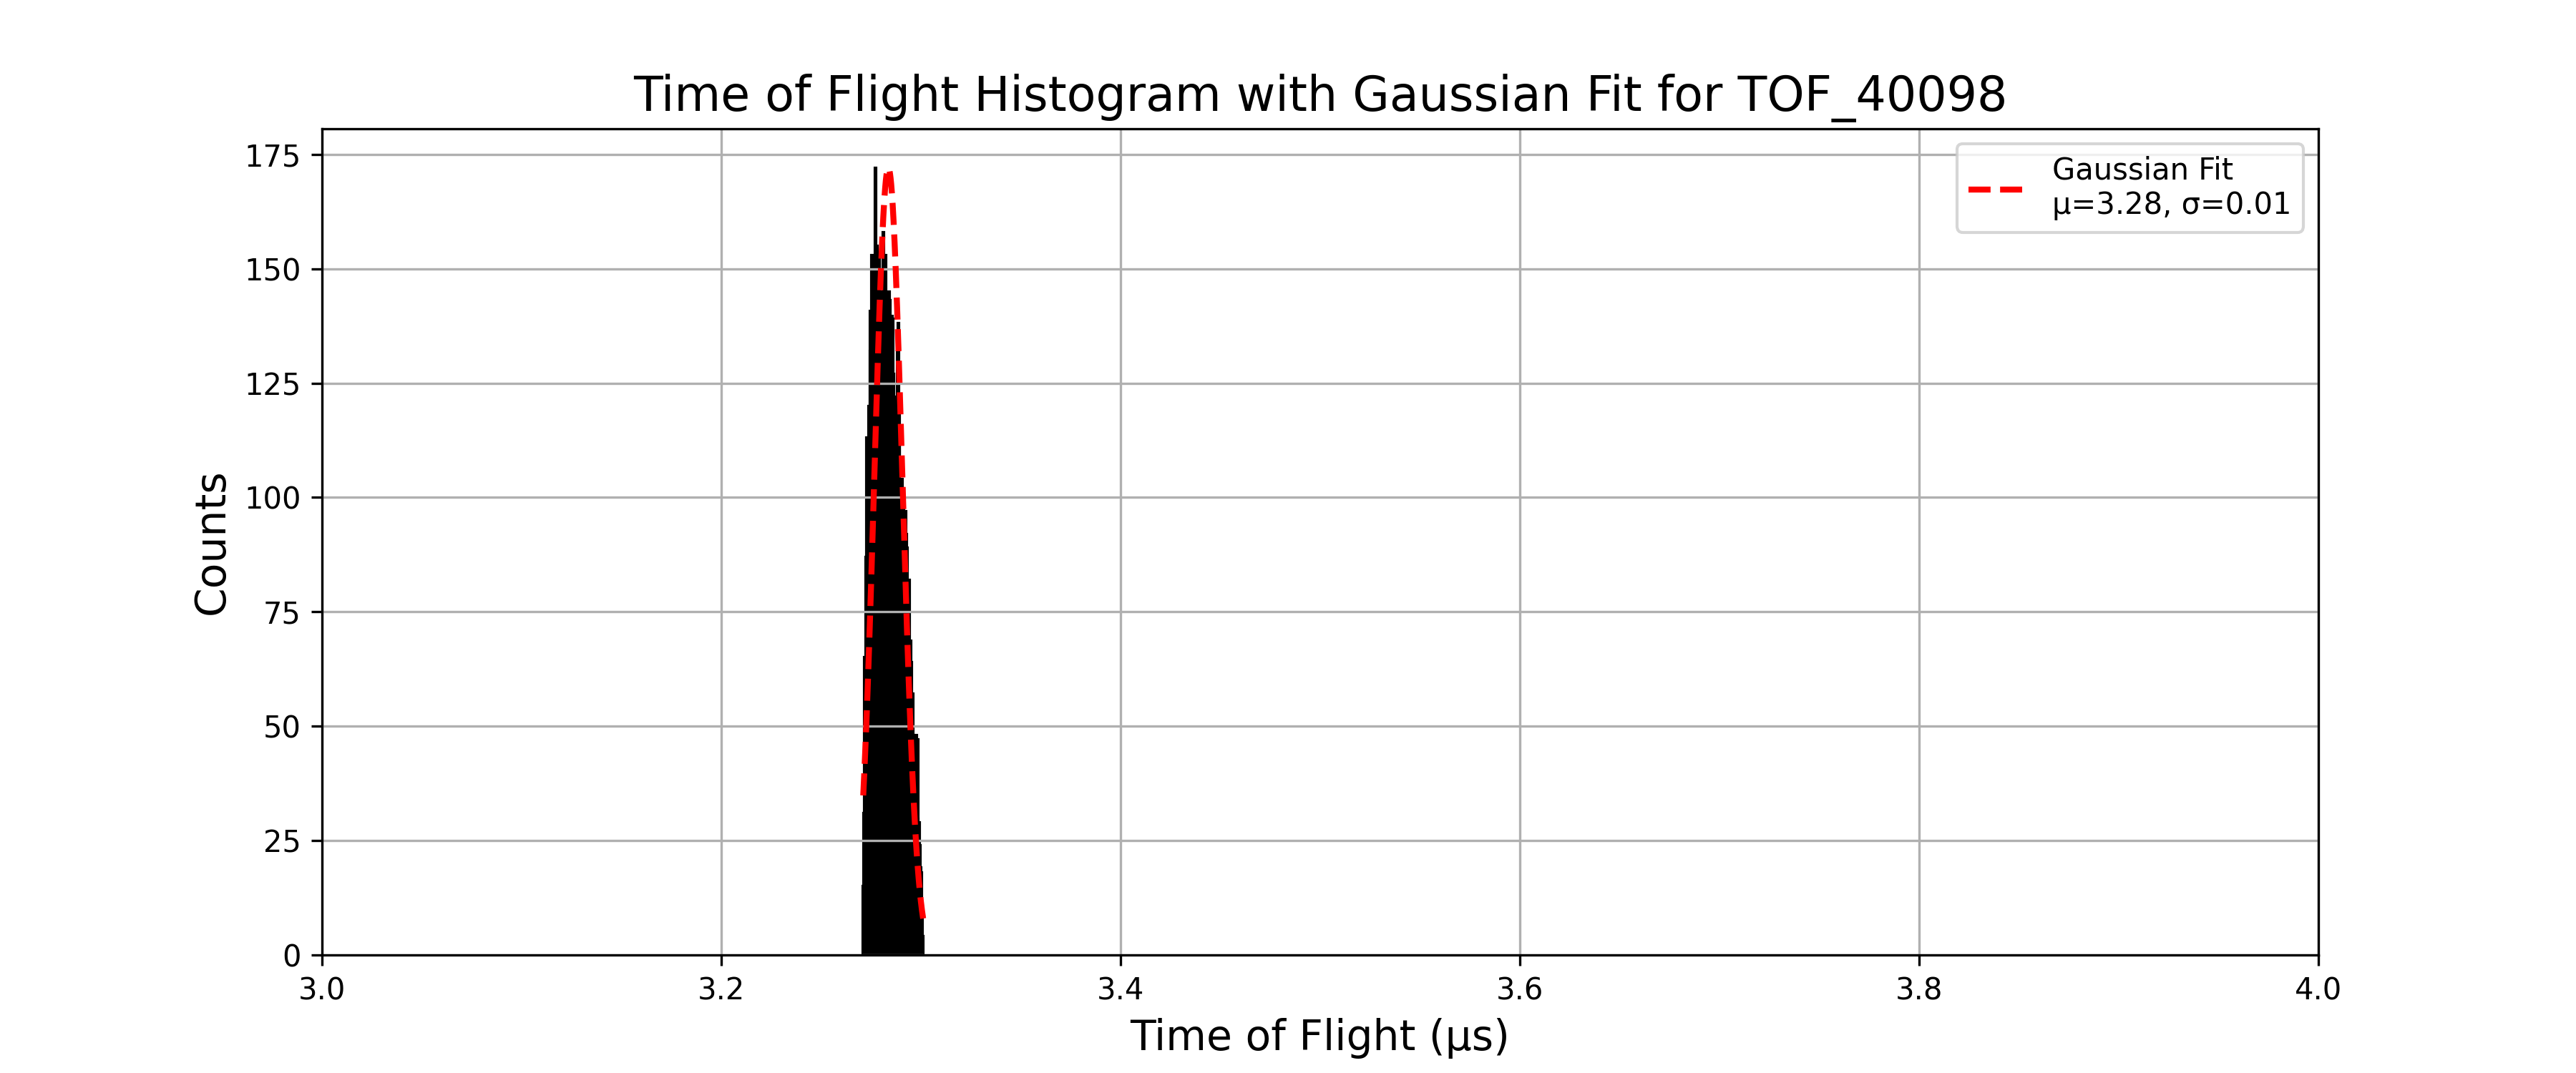 Time of Flight Histogram with Gaussian Fit for TOF_40098
175
150
125
100
75
50
25
0
Counts
Gaussian Fit
μ=3.28, σ=0.01
3.0 3.2 3.4 3.6 3.8 4.0
Time of Flight (μs)